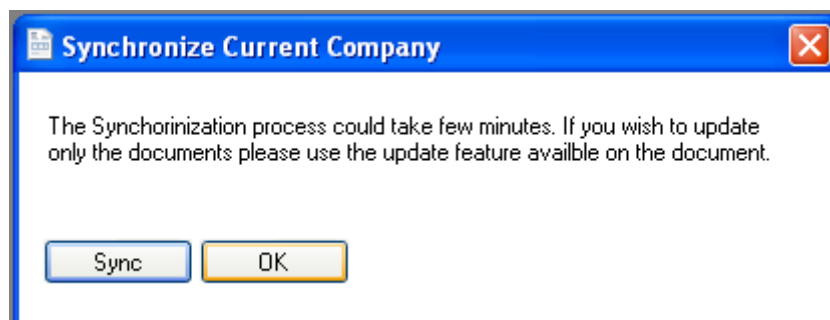 Synchronize Current Company
The Synchorinization process could take few minutes. If you wish to update
only the documents please use the update feature availble on the document.
Sync
OK